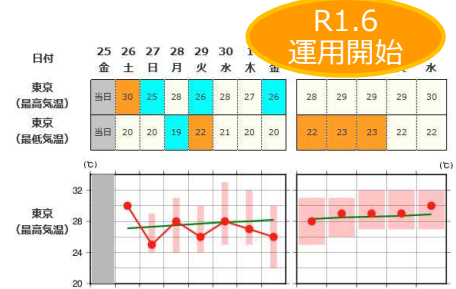 R1.6
運用開始
日付 25 26 27 28 29 30
金 土 日 月 火 水 木 金 水
東京
(最高気温) 当日 30 25 28 26 28 27 26 28 29 29 29 30
東京
(最低気温) 当日 20 20 19 22 21 20 20 22 23 23 22 22
(℃) (℃)
32
28
24
20
東京
(最高気温)